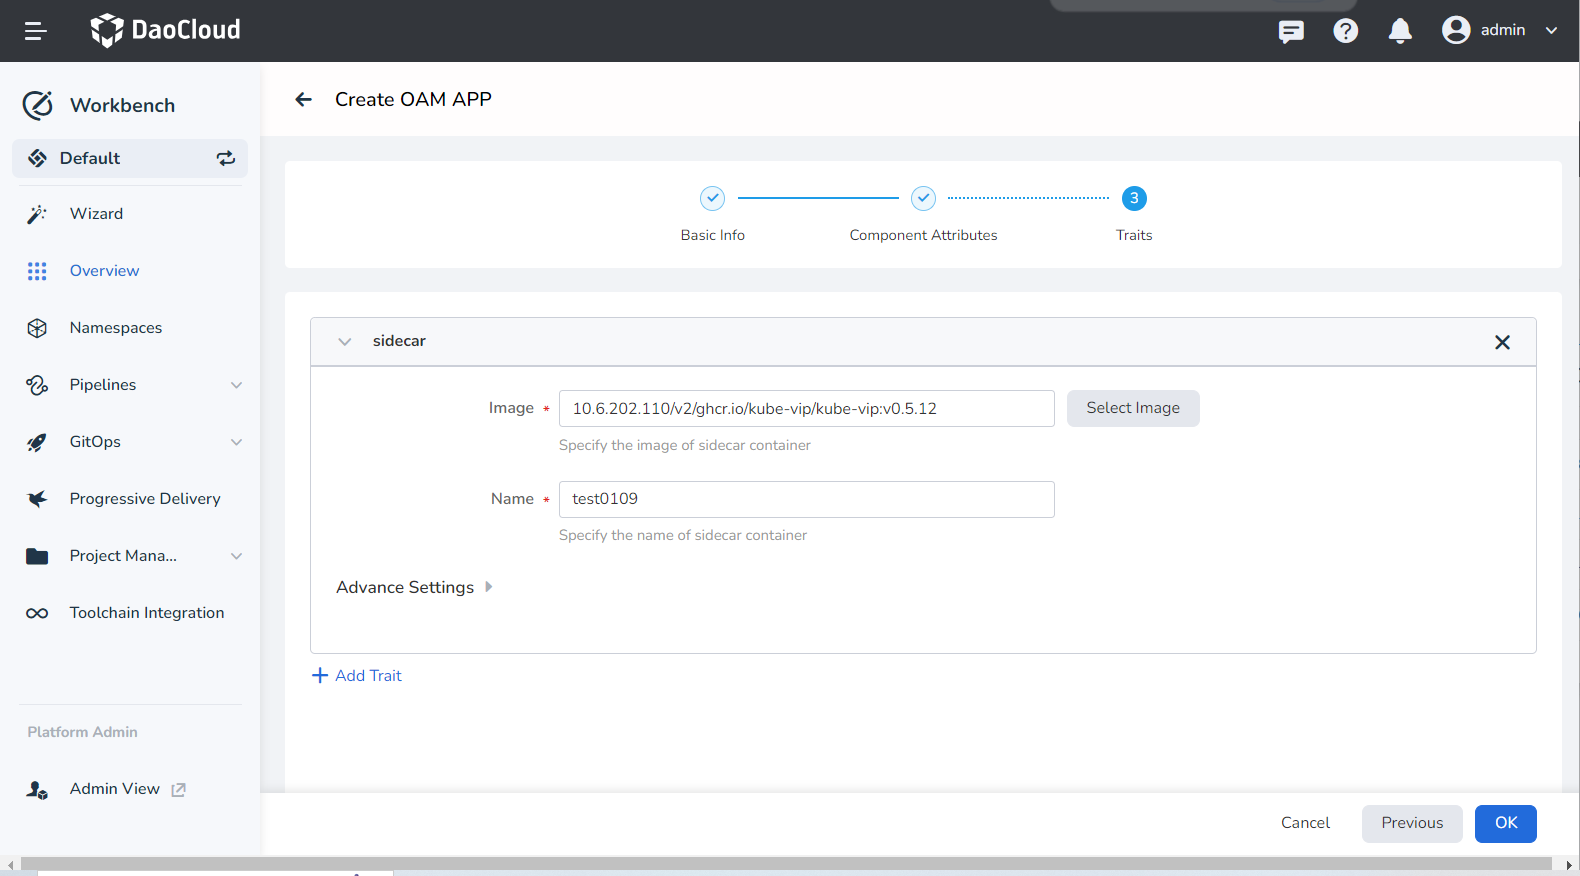 DaoCloud
admin
Workbench
Default
Wizard
Overview
Namespaces
Pipelines
GitOps
Progressive Delivery
Project Mana...
Toolchain Integration
Platform Admin
Admin View
Create OAM APP
3
Basic Info
Component Attributes
Traits
sidecar
Image * 10.6.202.110/v2/ghcr.io/kube-vip/kube-vip:v0.5.12 Select Image
Specify the image of sidecar container
Name * test0109
Specify the name of sidecar container
Advance Settings
Add Trait
Cancel Previous OK